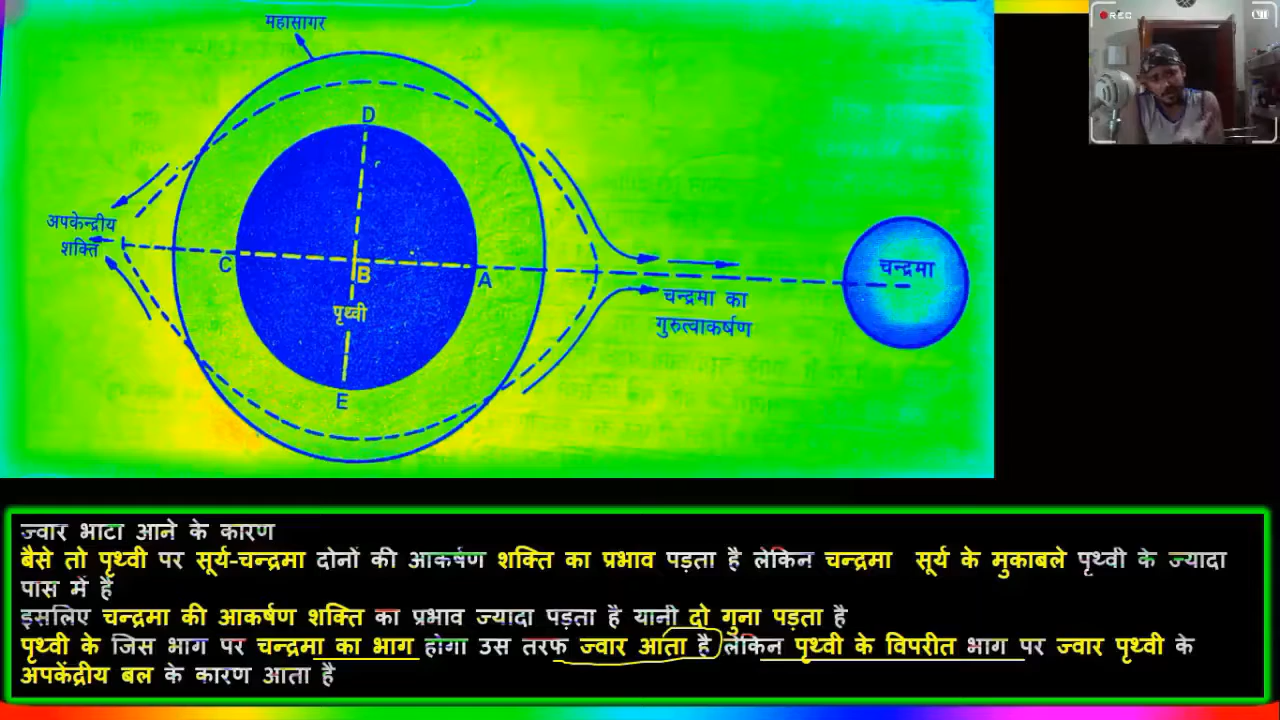 महासागर
REC
D
अपकेन्द्रीय
शक्ति
C
B
A
पृथ्वी
E
चन्द्रमा
चन्द्रमा का
गुरुत्वाकर्षण
ज्वार भाटा आने के कारण
बैसे तो पृथ्वी पर सूर्य-चन्द्रमा दोनों की आकर्षण शक्ति का प्रभाव पड़ता है लेकिन चन्द्रमा सूर्य के मुकाबले पृथ्वी के ज्यादा
पास में है
इसलिए चन्द्रमा की आकर्षण शक्ति का प्रभाव ज्यादा पड़ता है यानी दो गुना पड़ता है
पृथ्वी के जिस भाग पर चन्द्रमा का भाग होगा उस तरफ ज्वार आता है लेकिन पृथ्वी के विपरीत भाग पर ज्वार पृथ्वी के
अपकेंद्रीय बल के कारण आता है